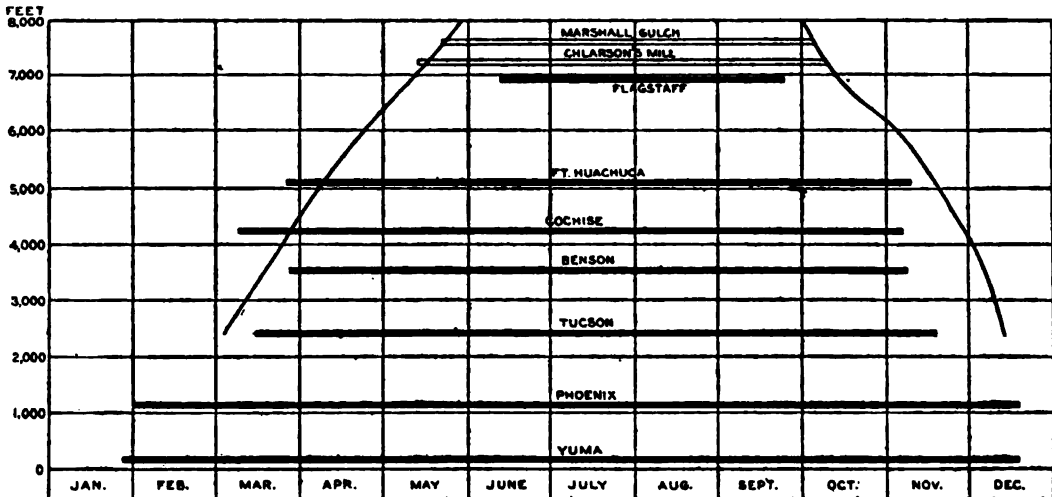 FEET
8,000
MARSHALL GULCH
CHLARSON'S MILL
7,000
FLAGSTAFF
6,000
FT. HUACHUCA
5,000
COCHISE
4,000
BENSON
3,000
TUCSON
2,000
PHOENIX
1,000
YUMA
0
JAN. FEB. MAR. APR. MAY JUNE JULY AUG. SEPT. OCT. NOV. DEC.